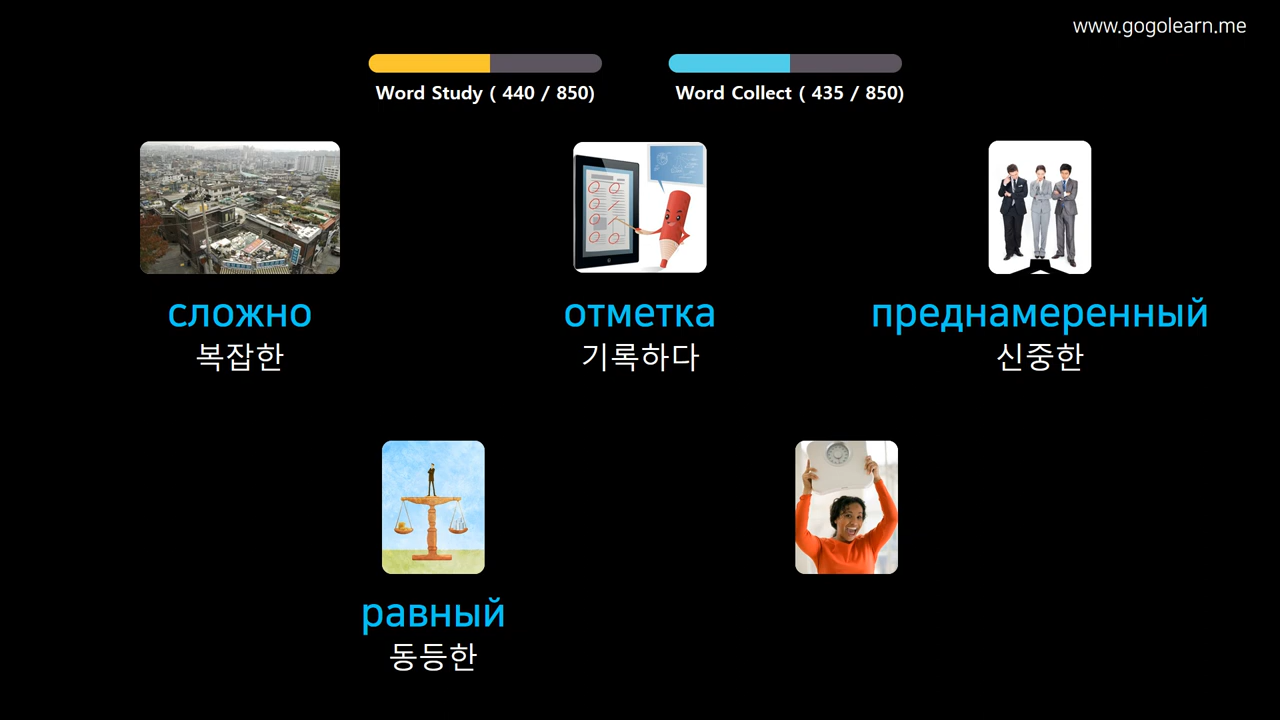 www.gogolearn.me
Word Study ( 440 / 850)
Word Collect ( 435 / 850)
сложно
복잡한
отметка
기록하다
преднамеренный
신중한
равный
동등한